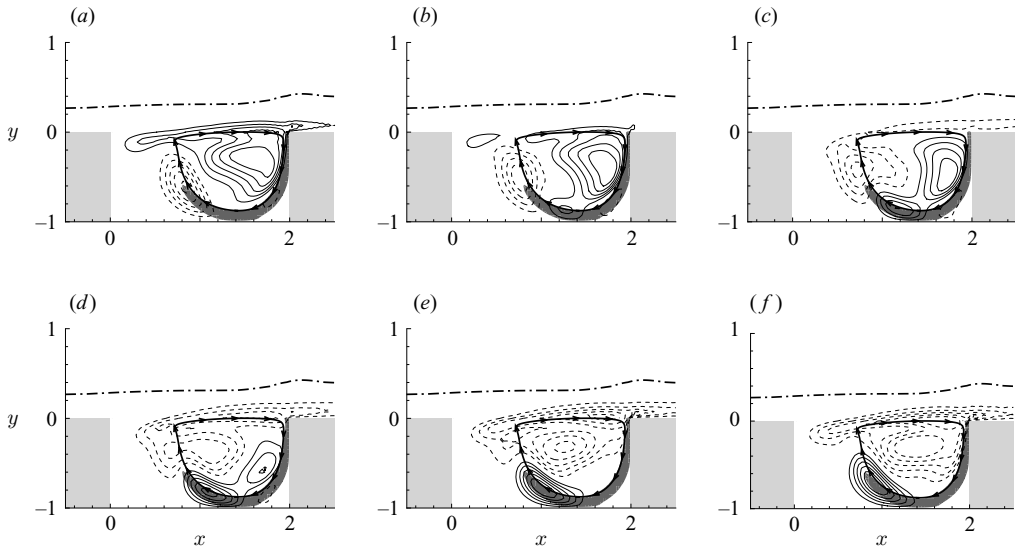 (a) (b) (c)
1 1 1
y 0 0 0
−1 −1 −1
0 2 0 2 0 2
(d) (e) (f)
1 1 1
y 0 0 0
−1 −1 −1
0 2 0 2 0 2
x x x